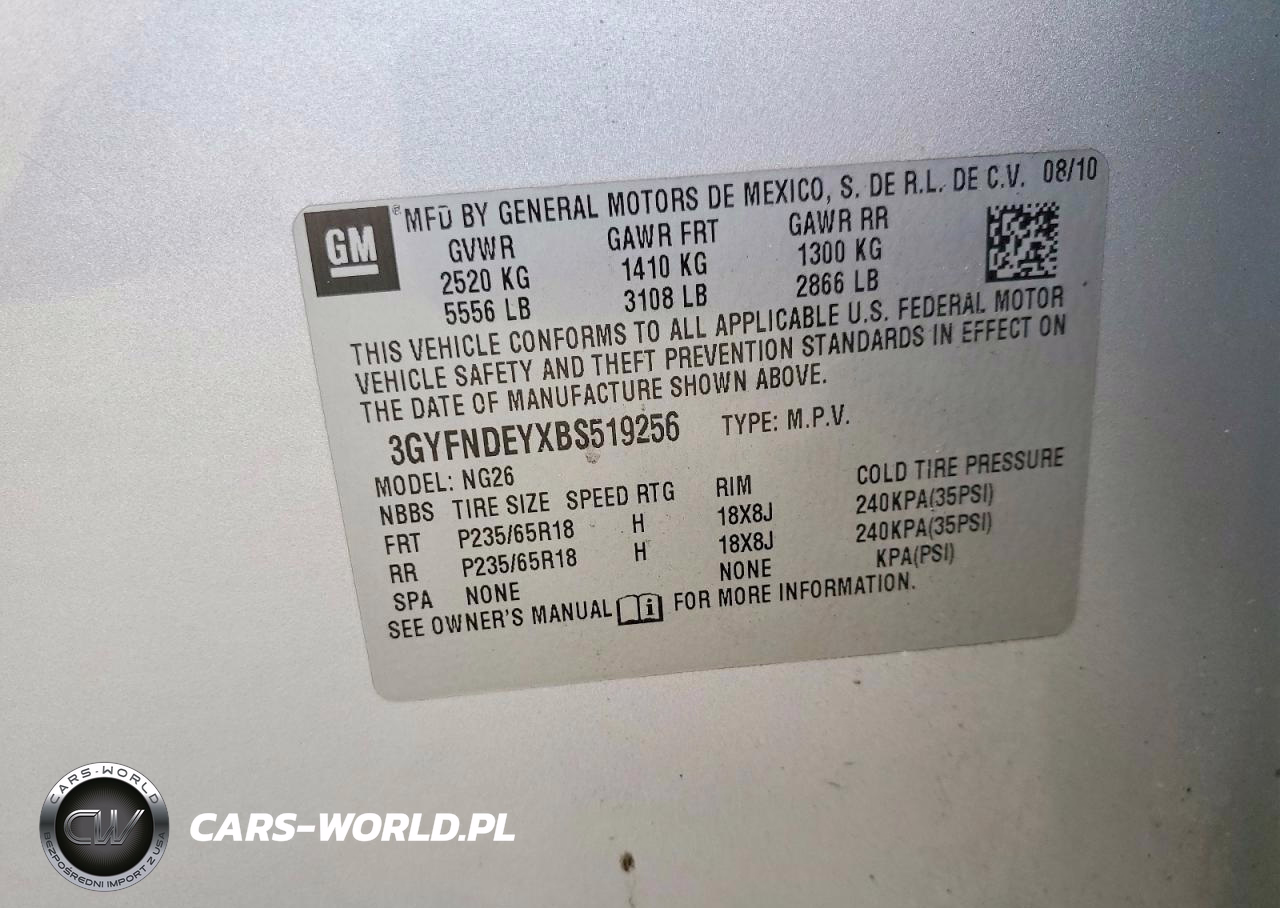 GM
® MFD BY GENERAL MOTORS DE MEXICO, S. DE R.L. DE C.V. 08/10
GVWR GAWR FRT GAWR RR
2520 KG 1410 KG 1300 KG
5556 LB 3108 LB 2866 LB
THIS VEHICLE CONFORMS TO ALL APPLICABLE U.S. FEDERAL MOTOR
VEHICLE SAFETY AND THEFT PREVENTION STANDARDS IN EFFECT ON
THE DATE OF MANUFACTURE SHOWN ABOVE.
3GYFNDEYXBS519256 TYPE: M.P.V.
MODEL: NG26
NBBS TIRE SIZE SPEED RTG RIM COLD TIRE PRESSURE
FRT P235/65R18 H 18X8J 240KPA(35PSI)
RR P235/65R18 H 18X8J 240KPA(35PSI)
SPA NONE NONE KPA(PSI)
SEE OWNER'S MANUAL i FOR MORE INFORMATION.
CARS-WORLD
CW
BEZPOŚREDNI IMPORT Z USA
CARS-WORLD.PL